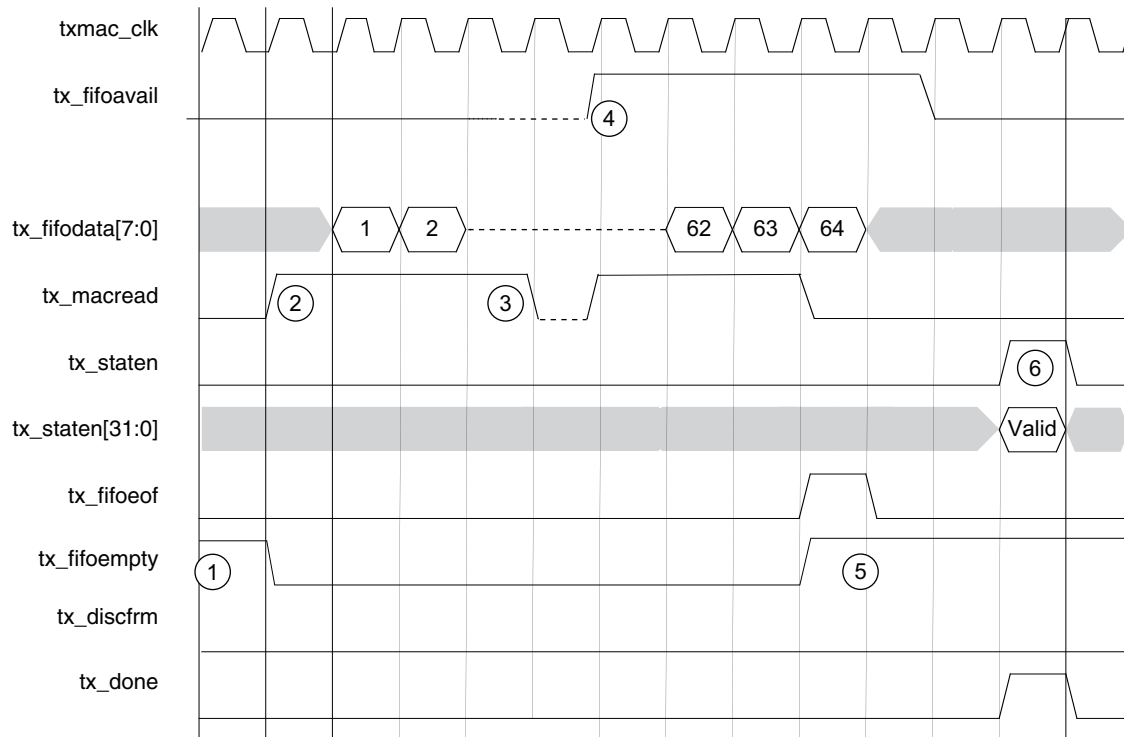 txmac_clk
tx_fifoavail
4
tx_fifodata[7:0] 1 2 62 63 64
tx_macread 2 3
tx_staten 6
tx_staten[31:0] Valid
tx_fifoeof
tx_fifoempty 1 5
tx_discfrm
tx_done